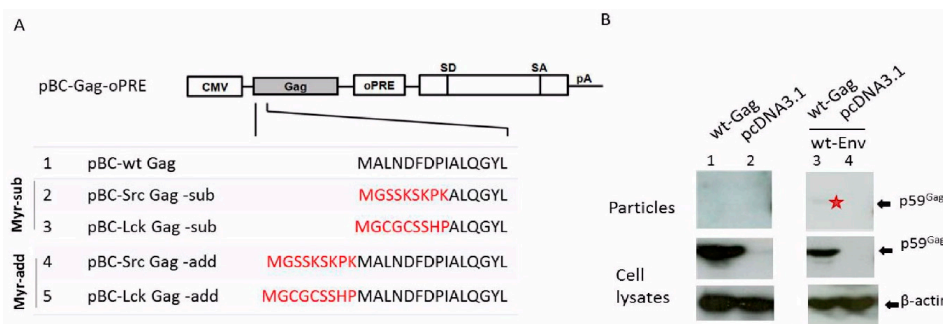 A
pBC-Gag-oPRE
CMV
Gag
oPRE
SD
SA
pA
Myr-sub
1 pBC-wt Gag MALNDFDPIALQGYL
2 pBC-Src Gag -sub MGSSKSKPKALQGYL
3 pBC-Lck Gag -sub MGCGCSSHPALQGYL
Myr-add
4 pBC-Src Gag -add MGSSKSKPKMALNDFDPIALQGYL
5 pBC-Lck Gag -add MGCGCSSHPMALNDFDPIALQGYL
B
wt-Gag pcDNA3.1 wt-Gag pcDNA3.1
wt-Env
1 2 3 4
Particles p59Gag
Cell lysates p59Gag
β-actin